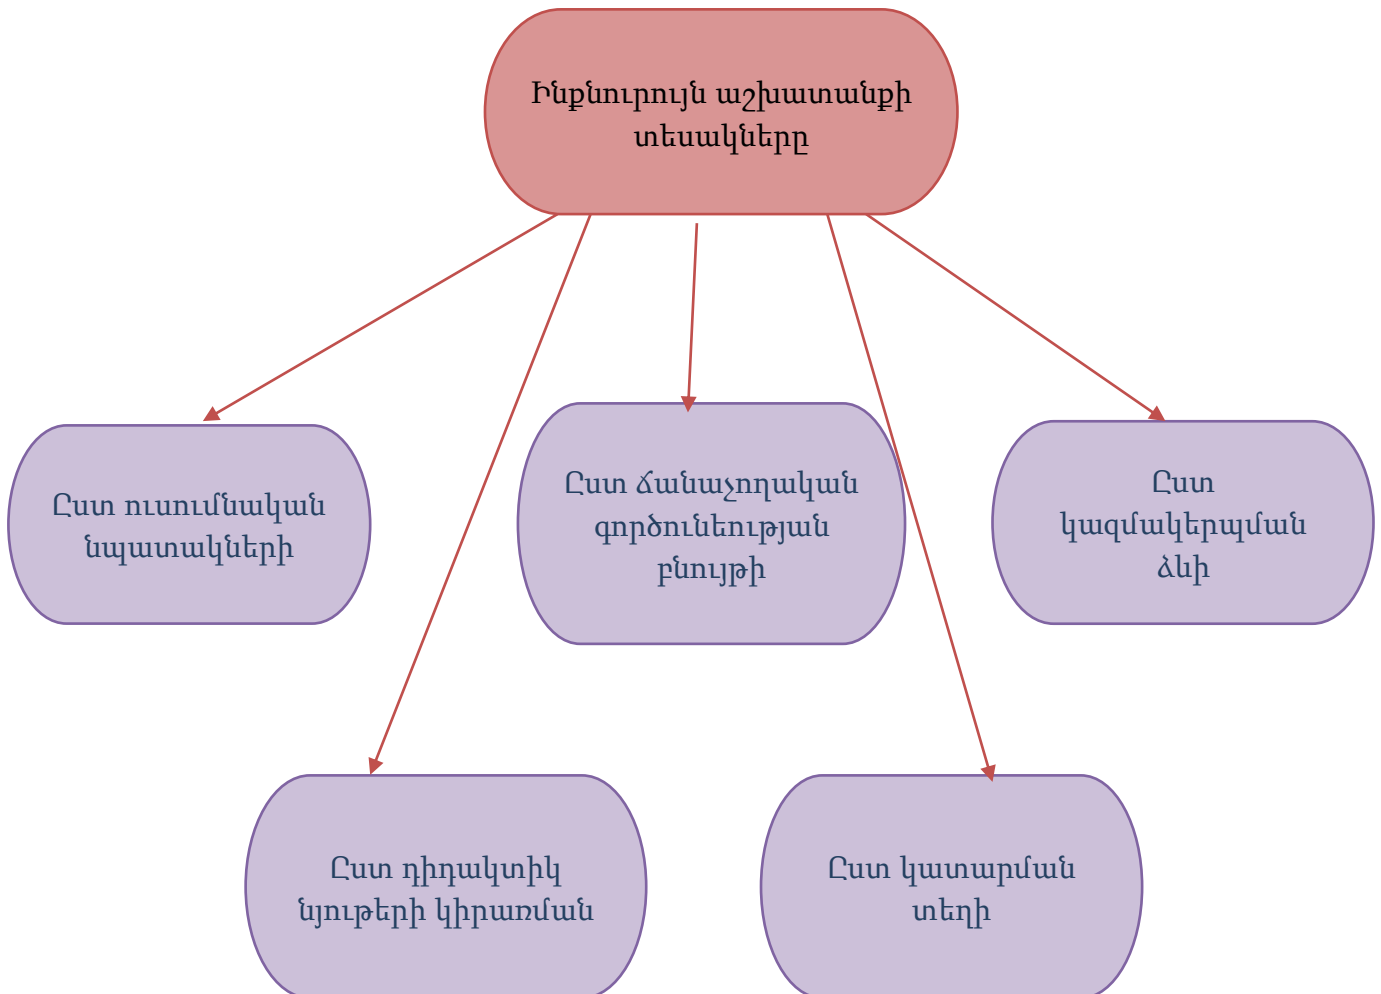 Ինքնուրույն աշխատանքի
տեսակները
Ըստ ուսումնական
նպատակների
Ըստ ճանաչողական
գործունեության
բնույթի
Ըստ
կազմակերպման
ձևի
Ըստ դիդակտիկ
նյութերի կիրառման
Ըստ կատարման
տեղի